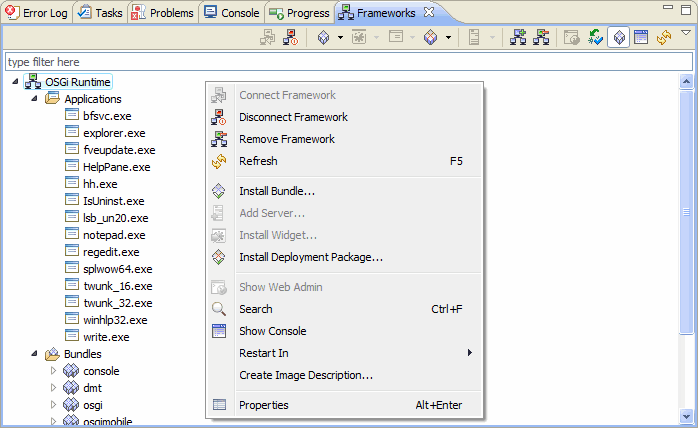 Error Log Tasks Problems Console Progress Frameworks
type filter here
OSGi Runtime
Applications
bfsvc.exe
explorer.exe
fveupdate.exe
HelpPane.exe
hh.exe
IsUninst.exe
lsb_un20.exe
notepad.exe
regedit.exe
splwow64.exe
twunk_16.exe
twunk_32.exe
winhlp32.exe
write.exe
Bundles
console
dmt
osgi
osgimobile
Connect Framework
Disconnect Framework
Remove Framework
Refresh F5
Install Bundle...
Add Server...
Install Widget...
Install Deployment Package...
Show Web Admin
Search Ctrl+F
Show Console
Restart In
Create Image Description...
Properties Alt+Enter